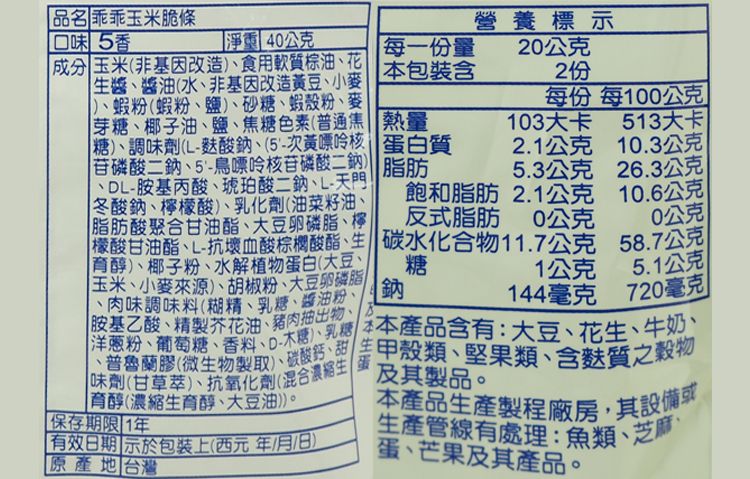 品名 乖乖玉米脆條
口味 5香 淨重 40公克
成分 玉米(非基因改造)、食用軟質棕油、花
生醬、醬油(水、非基因改造黃豆、小麥
)、蝦粉(蝦粉、鹽)、砂糖、蝦殼粉、麥
芽糖、椰子油、鹽、焦糖色素(普通焦
糖)、調味劑(L-麩酸鈉、(5'-次黃嘌呤核
苷磷酸二鈉、5'-鳥嘌呤核苷磷酸二鈉)
、DL-胺基丙酸、琥珀酸二鈉、L-天門
冬酸鈉、檸檬酸)、乳化劑(油菜籽油、
脂肪酸聚合甘油酯、大豆卵磷脂、檸
檬酸甘油酯、L-抗壞血酸棕櫚酸酯、生
育醇)、椰子粉、水解植物蛋白(大豆、
玉米、小麥來源)、胡椒粉、大豆卵磷脂
、肉味調味料(糊精、乳糖、醬油粉、
胺基乙酸、精製芥花油、豬肉抽出物、
洋蔥粉、葡萄糖、香料、D-木糖)、乳糖
、普魯蘭膠(微生物製取)、碳酸鈣、甜
味劑(甘草萃)、抗氧化劑(混合濃縮生
育醇(濃縮生育醇、大豆油))。
保存期限 1年
有效日期 示於包裝上(西元 年/月/日)
原產地 台灣
營養標示
每一份量 20公克
本包裝含 2份
每份 每100公克
熱量 103大卡 513大卡
蛋白質 2.1公克 10.3公克
脂肪 5.3公克 26.3公克
飽和脂肪 2.1公克 10.6公克
反式脂肪 0公克 0公克
碳水化合物 11.7公克 58.7公克
糖 1公克 5.1公克
鈉 144毫克 720毫克
本產品含有:大豆、花生、牛奶、
甲殼類、堅果類、含麩質之穀物
及其製品。
本產品生產製程廠房,其設備或
生產管線有處理:魚類、芝麻、
蛋、芒果及其產品。